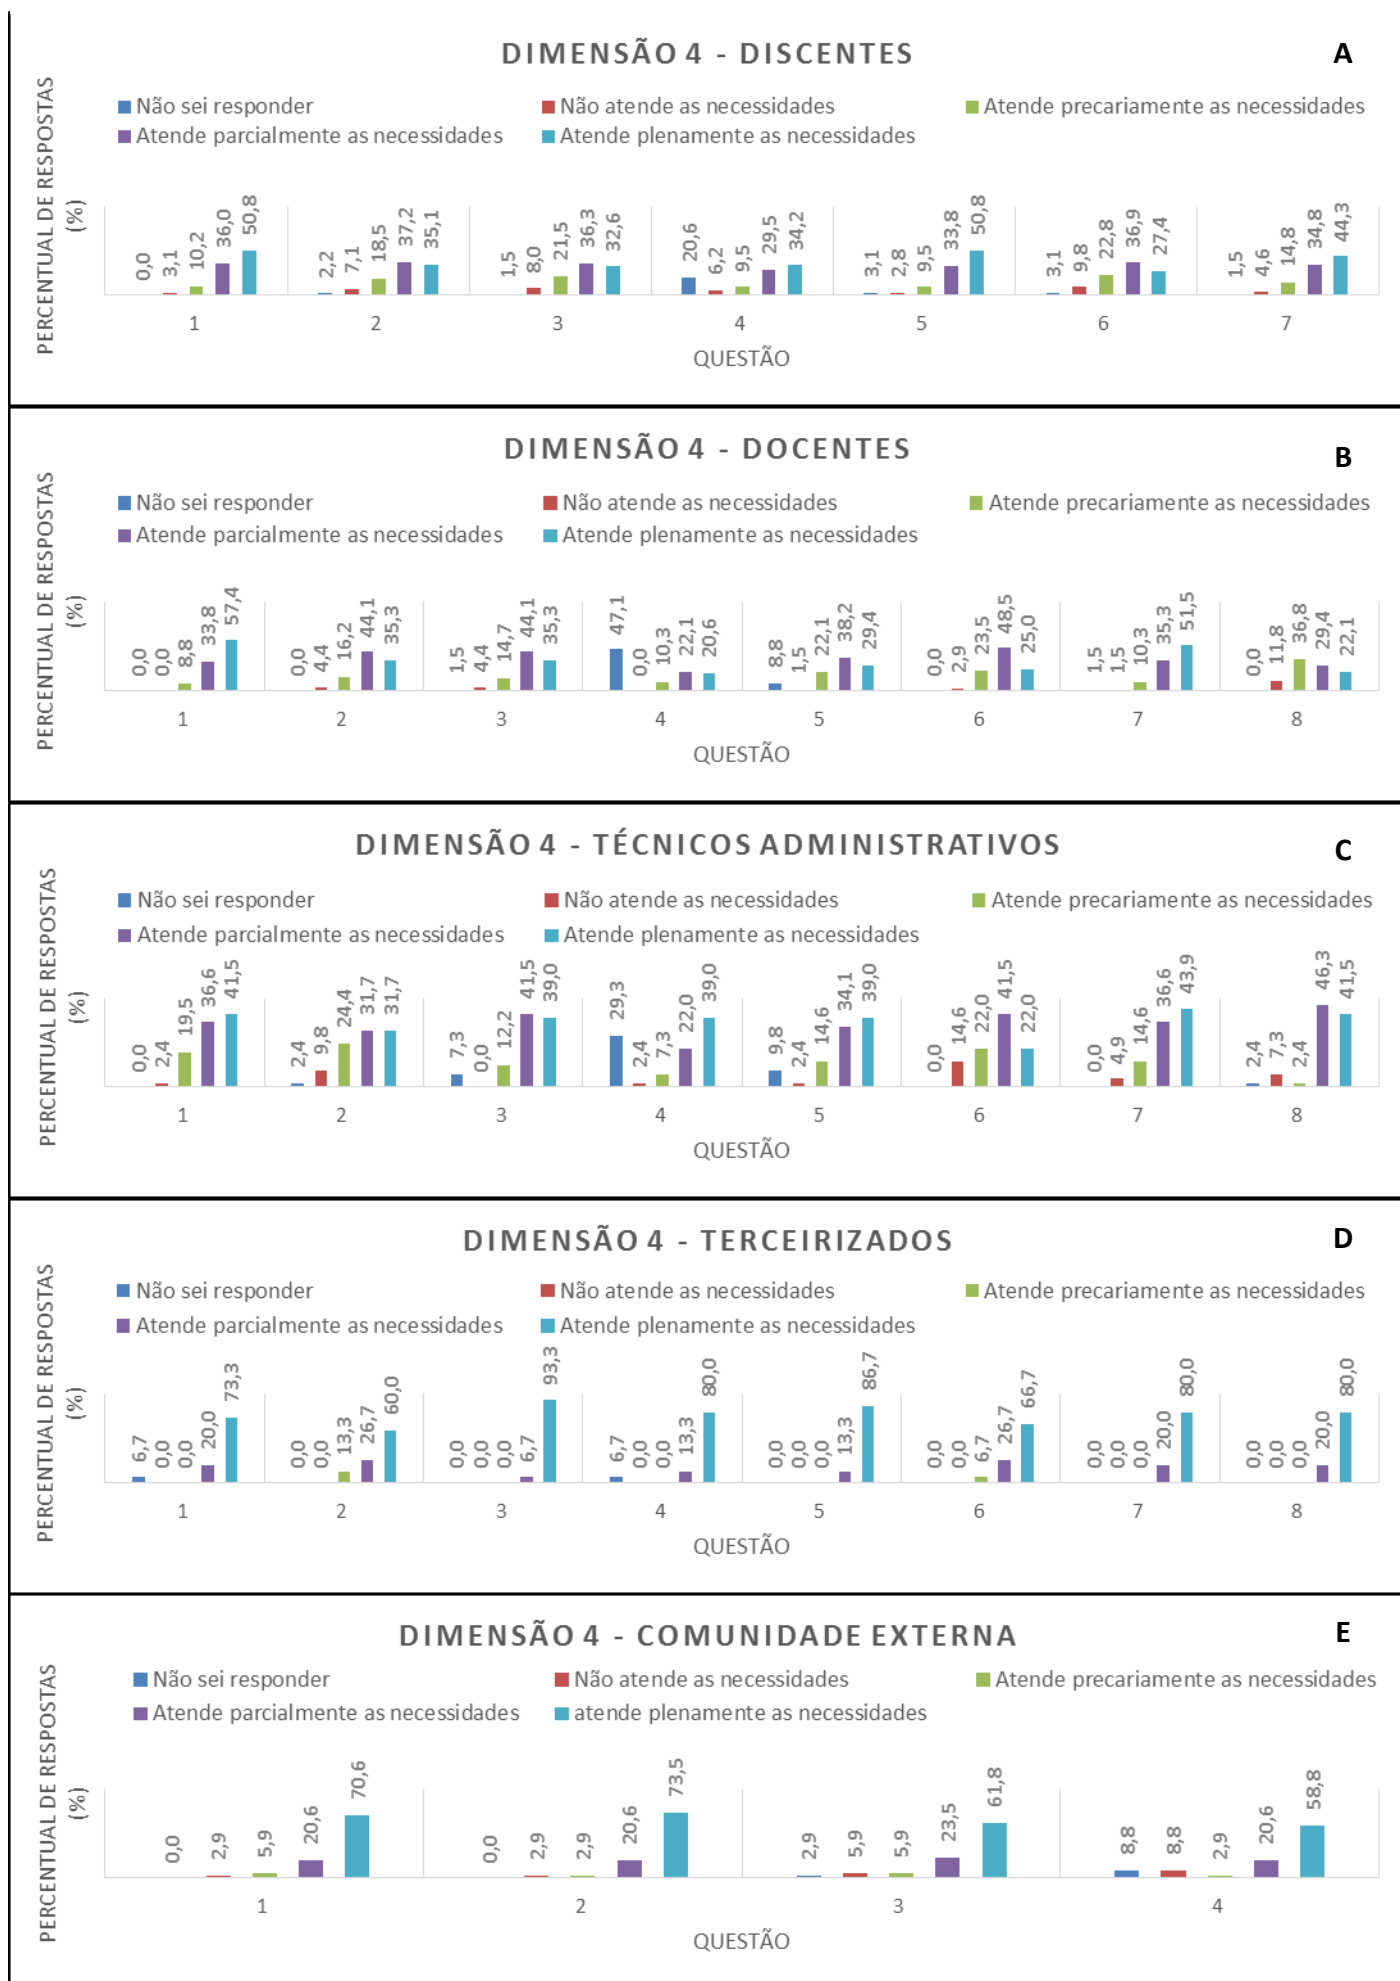 DIMENSÃO 4 - DISCENTES
A
Não sei responder
Não atende as necessidades
Atende precariamente as necessidades
Atende parcialmente as necessidades
Atende plenamente as necessidades
PERCENTUAL DE RESPOSTAS
(%)
0,0 3,1 10,2 36,0 50,8
2,2 7,1 18,5 37,2 35,1
1,5 8,0 21,5 36,3 32,6
20,6 6,2 9,5 29,5 34,2
3,1 2,8 9,5 33,8 50,8
3,1 9,8 22,8 36,9 27,4
1,5 4,6 14,8 34,8 44,3
1 2 3 4 5 6 7
QUESTÃO
DIMENSÃO 4 - DOCENTES
B
Não sei responder
Não atende as necessidades
Atende precariamente as necessidades
Atende parcialmente as necessidades
Atende plenamente as necessidades
PERCENTUAL DE RESPOSTAS
(%)
0,0 0,0 8,8 33,8 57,4
0,0 4,4 16,2 44,1 35,3
1,5 4,4 14,7 44,1 35,3
47,1 0,0 10,3 22,1 20,6
8,8 1,5 22,1 38,2 29,4
0,0 2,9 23,5 48,5 25,0
1,5 1,5 10,3 35,3 51,5
0,0 11,8 36,8 29,4 22,1
1 2 3 4 5 6 7 8
QUESTÃO
DIMENSÃO 4 - TÉCNICOS ADMINISTRATIVOS
C
Não sei responder
Não atende as necessidades
Atende precariamente as necessidades
Atende parcialmente as necessidades
Atende plenamente as necessidades
PERCENTUAL DE RESPOSTAS
(%)
0,0 2,4 19,5 36,6 41,5
2,4 9,8 24,4 31,7 31,7
7,3 0,0 12,2 41,5 39,0
29,3 2,4 7,3 22,0 39,0
9,8 2,4 14,6 34,1 39,0
0,0 14,6 22,0 41,5 22,0
0,0 4,9 14,6 36,6 43,9
2,4 7,3 2,4 46,3 41,5
1 2 3 4 5 6 7 8
QUESTÃO
DIMENSÃO 4 - TERCEIRIZADOS
D
Não sei responder
Não atende as necessidades
Atende precariamente as necessidades
Atende parcialmente as necessidades
Atende plenamente as necessidades
PERCENTUAL DE RESPOSTAS
(%)
6,7 0,0 0,0 20,0 73,3
0,0 0,0 13,3 26,7 60,0
0,0 0,0 0,0 6,7 93,3
6,7 0,0 0,0 13,3 80,0
0,0 0,0 0,0 13,3 86,7
0,0 0,0 6,7 26,7 66,7
0,0 0,0 0,0 20,0 80,0
0,0 0,0 0,0 20,0 80,0
1 2 3 4 5 6 7 8
QUESTÃO
DIMENSÃO 4 - COMUNIDADE EXTERNA
E
Não sei responder
Não atende as necessidades
Atende precariamente as necessidades
Atende parcialmente as necessidades
atende plenamente as necessidades
PERCENTUAL DE RESPOSTAS
(%)
0,0 2,9 5,9 20,6 70,6
0,0 2,9 2,9 20,6 73,5
2,9 5,9 5,9 23,5 61,8
8,8 8,8 2,9 20,6 58,8
1 2 3 4
QUESTÃO